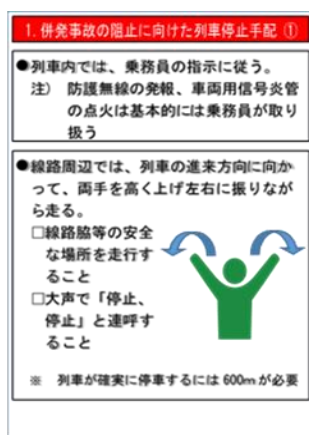 1. 併発事故の阻止に向けた列車停止手配 ①
●列車内では、乗務員の指示に従う。
注） 防護無線の発報、車両用信号炎管
の点火は基本的には乗務員が取り
扱う
●線路周辺では、列車の進来方向に向か
って、両手を高く上げ左右に振りなが
ら走る。
□線路脇等の安全
な場所を走行す
ること
□大声で「停止、
停止」と連呼す
ること
※ 列車が確実に停車するには 600m が必要